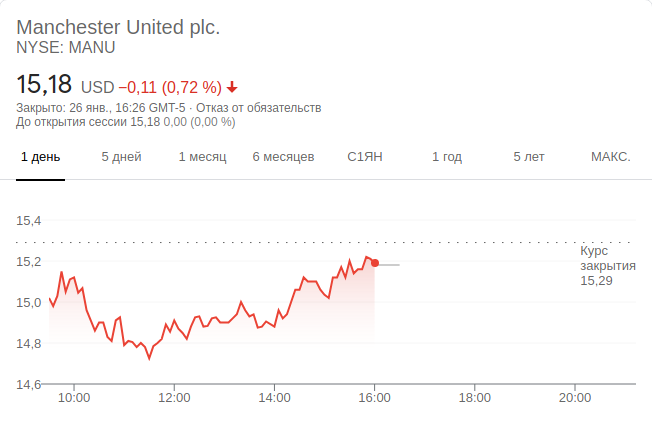 Manchester United plc.
NYSE: MANU
15,18 USD −0,11 (0,72 %)
Закрыто: 26 янв., 16:26 GMT-5 · Отказ от обязательств
До открытия сессии 15,18 0,00 (0,00 %)
1 день 5 дней 1 месяц 6 месяцев С1ЯН 1 год 5 лет МАКС.
15,4
Курс
закрытия
15,29
15,2
15,0
14,8
14,6
10:00 12:00 14:00 16:00 18:00 20:00